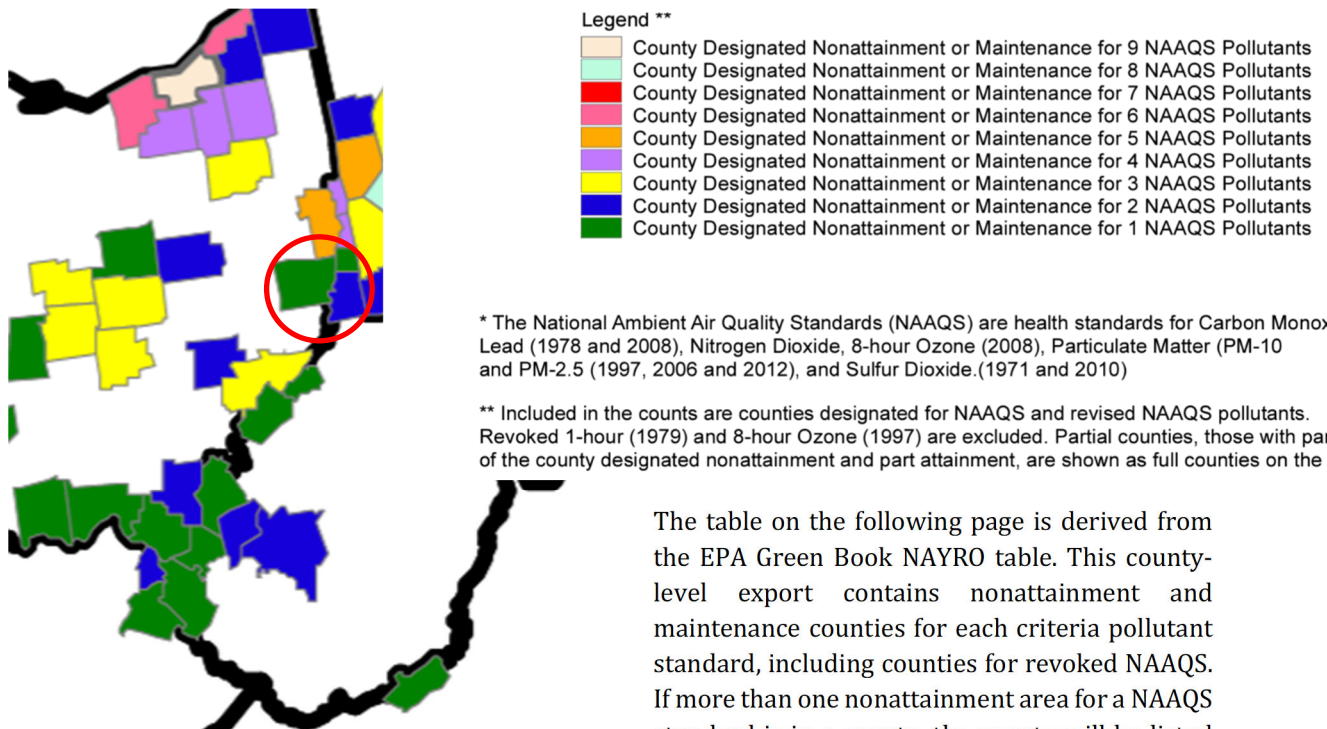 Legend **
County Designated Nonattainment or Maintenance for 9 NAAQS Pollutants
County Designated Nonattainment or Maintenance for 8 NAAQS Pollutants
County Designated Nonattainment or Maintenance for 7 NAAQS Pollutants
County Designated Nonattainment or Maintenance for 6 NAAQS Pollutants
County Designated Nonattainment or Maintenance for 5 NAAQS Pollutants
County Designated Nonattainment or Maintenance for 4 NAAQS Pollutants
County Designated Nonattainment or Maintenance for 3 NAAQS Pollutants
County Designated Nonattainment or Maintenance for 2 NAAQS Pollutants
County Designated Nonattainment or Maintenance for 1 NAAQS Pollutants
* The National Ambient Air Quality Standards (NAAQS) are health standards for Carbon Monox
Lead (1978 and 2008), Nitrogen Dioxide, 8-hour Ozone (2008), Particulate Matter (PM-10
and PM-2.5 (1997, 2006 and 2012), and Sulfur Dioxide.(1971 and 2010)
** Included in the counts are counties designated for NAAQS and revised NAAQS pollutants.
Revoked 1-hour (1979) and 8-hour Ozone (1997) are excluded. Partial counties, those with par
of the county designated nonattainment and part attainment, are shown as full counties on the
The table on the following page is derived from
the EPA Green Book NAYRO table. This county-
level export contains nonattainment and
maintenance counties for each criteria pollutant
standard, including counties for revoked NAAQS.
If more than one nonattainment area for a NAAQS